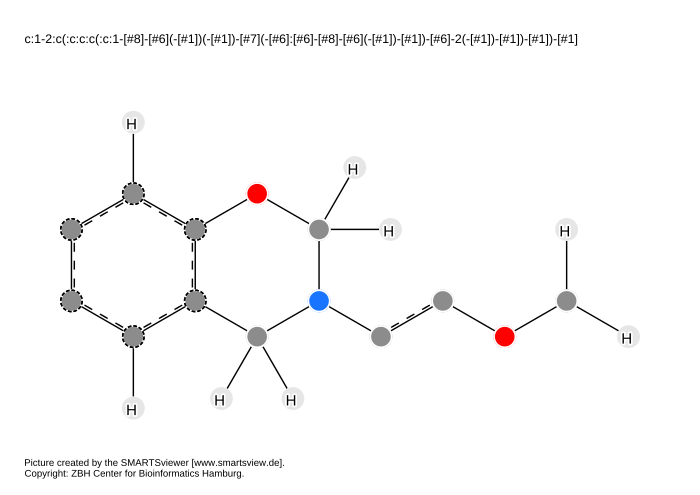 c:1-2:c(:c:c:c(:c:1-[#8]-[#6](-[#1])(-[#1])-[#7](-[#6]:[#6]-[#8]-[#6](-[#1])-[#1])-[#6]-2(-[#1])-[#1])-[#1])-[#1]
H
H
H
H
H
H
H
H
Picture created by the SMARTSviewer [www.smartsview.de].
Copyright: ZBH Center for Bioinformatics Hamburg.